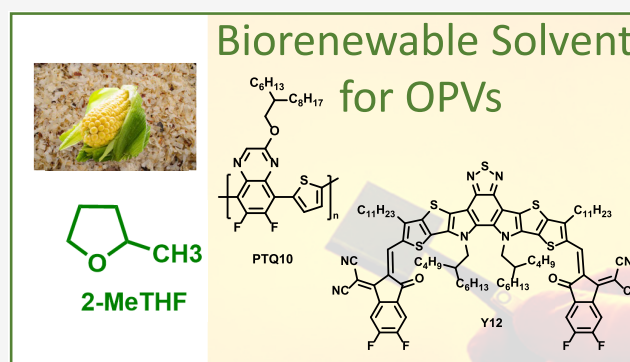 Biorenewable Solvent
for OPVs
C6H13
C8H17
O
N
N
S
F
F
n
PTQ10
CH3
O
2-MeTHF
S
N
N
C11H23
S
S
C11H23
S
N
N
S
C4H9
C4H9
C6H13
C6H13
NC
NC
O
O
CN
F
F
F
F
Y12